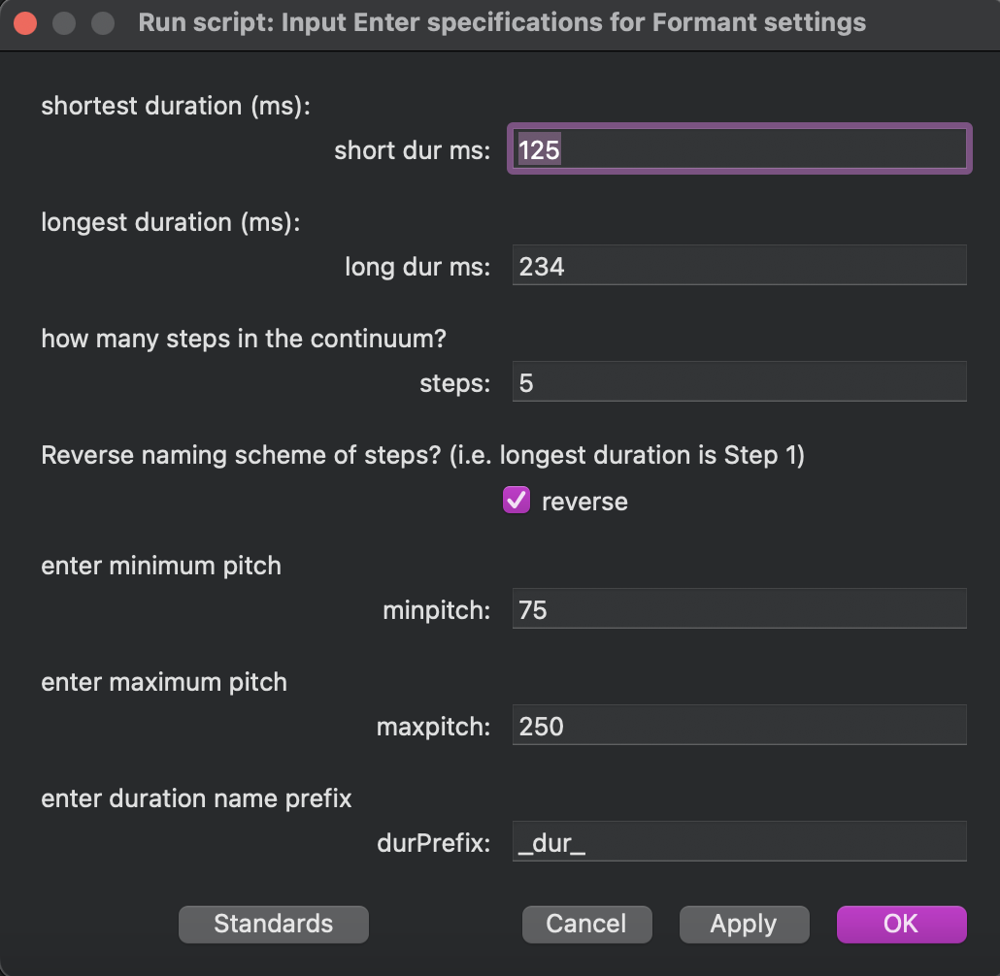 Run script: Input Enter specifications for Formant settings
shortest duration (ms):
short dur ms: 125
longest duration (ms):
long dur ms: 234
how many steps in the continuum?
steps: 5
Reverse naming scheme of steps? (i.e. longest duration is Step 1)
reverse
enter minimum pitch
minpitch: 75
enter maximum pitch
maxpitch: 250
enter duration name prefix
durPrefix: _dur_
Standards Cancel Apply OK